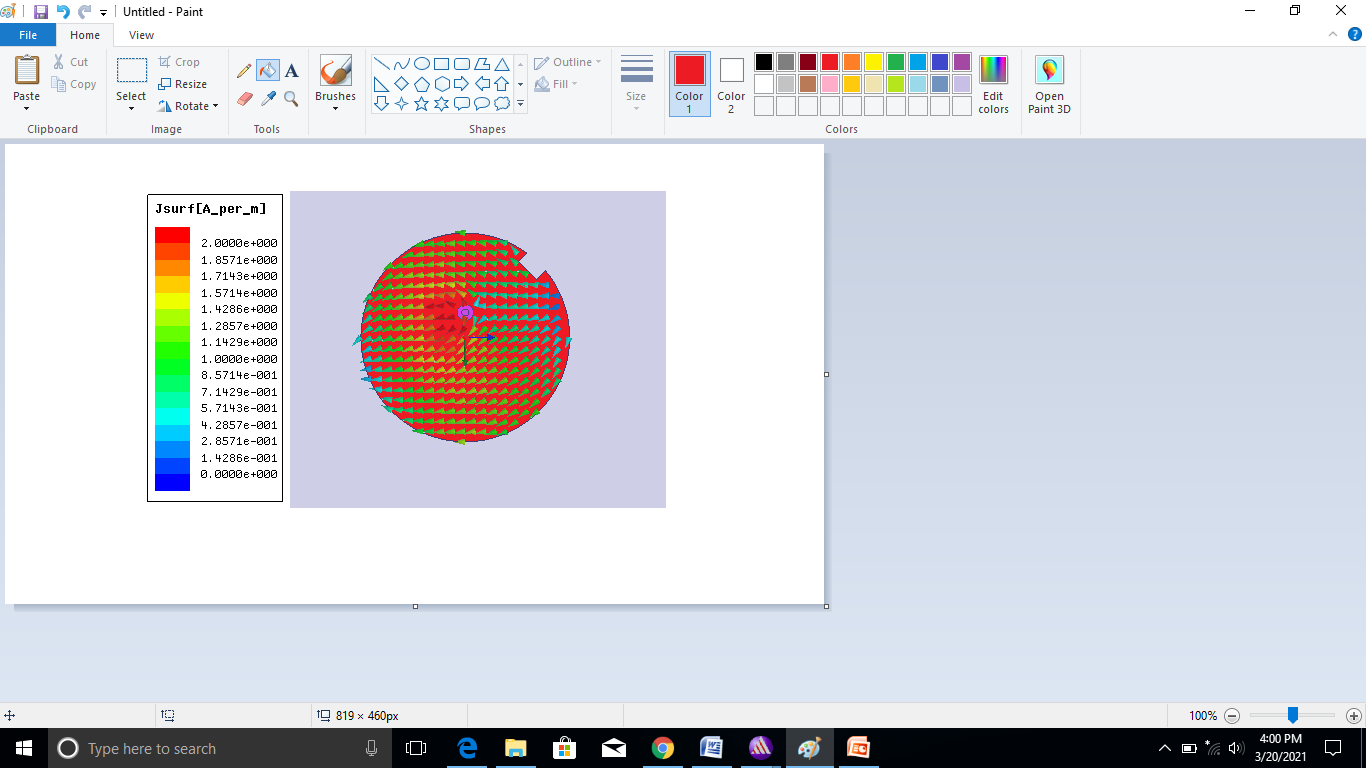 Untitled - Paint
File Home View
Paste
Cut
Copy
Clipboard
Select
Crop
Resize
Rotate
Image
A
Tools
Brushes
Outline
Fill
Shapes
Size
Color
1
Color
2
Edit
colors
Colors
Open
Paint 3D
Jsurf[A_per_m]
2.0000e+000
1.8571e+000
1.7143e+000
1.5714e+000
1.4286e+000
1.2857e+000
1.1429e+000
1.0000e+000
8.5714e-001
7.1429e-001
5.7143e-001
4.2857e-001
2.8571e-001
1.4286e-001
0.0000e+000
819 × 460px
100%
Type here to search
4:00 PM
3/20/2021